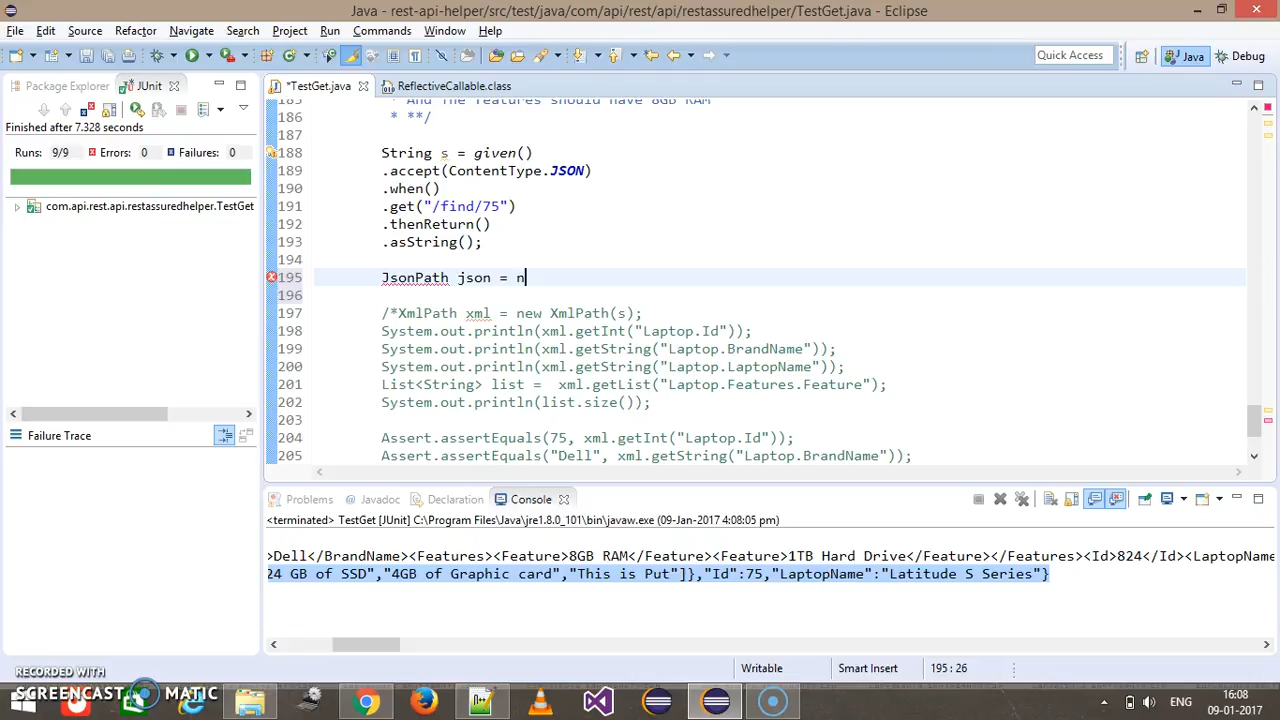 Java - rest-api-helper/src/test/java/com/api/rest/api/restassuredhelper/TestGet.java - Eclipse
File Edit Source Refactor Navigate Search Project Run Commands Window Help
Quick Access Java Debug
Package Explorer JUnit
*TestGet.java ReflectiveCallable.class
Finished after 7.328 seconds
Runs: 9/9 Errors: 0 Failures: 0
com.api.rest.api.restassuredhelper.TestGet
Failure Trace
185 * And The features should have 8GB RAM
186 * **/
187
188 String s = given()
189 .accept(ContentType.JSON)
190 .when()
191 .get("/find/75")
192 .thenReturn()
193 .asString();
194
195 JsonPath json = n
196
197 /*XmlPath xml = new XmlPath(s);
198 System.out.println(xml.getInt("Laptop.Id"));
199 System.out.println(xml.getString("Laptop.BrandName"));
200 System.out.println(xml.getString("Laptop.LaptopName"));
201 List<String> list =  xml.getList("Laptop.Features.Feature");
202 System.out.println(list.size());
203
204 Assert.assertEquals(75, xml.getInt("Laptop.Id"));
205 Assert.assertEquals("Dell", xml.getString("Laptop.BrandName"));
Problems Javadoc Declaration Console
<terminated> TestGet [JUnit] C:\Program Files\Java\jre1.8.0_101\bin\javaw.exe (09-Jan-2017 4:08:05 pm)
>Dell</BrandName><Features><Feature>8GB RAM</Feature><Feature>1TB Hard Drive</Feature></Features><Id>824</Id><LaptopName
24 GB of SSD","4GB of Graphic card","This is Put"]},"Id":75,"LaptopName":"Latitude S Series"}
Writable Smart Insert 195 : 26
RECORDED WITH
SCREENCAST MATIC
ENG
16:08
09-01-2017